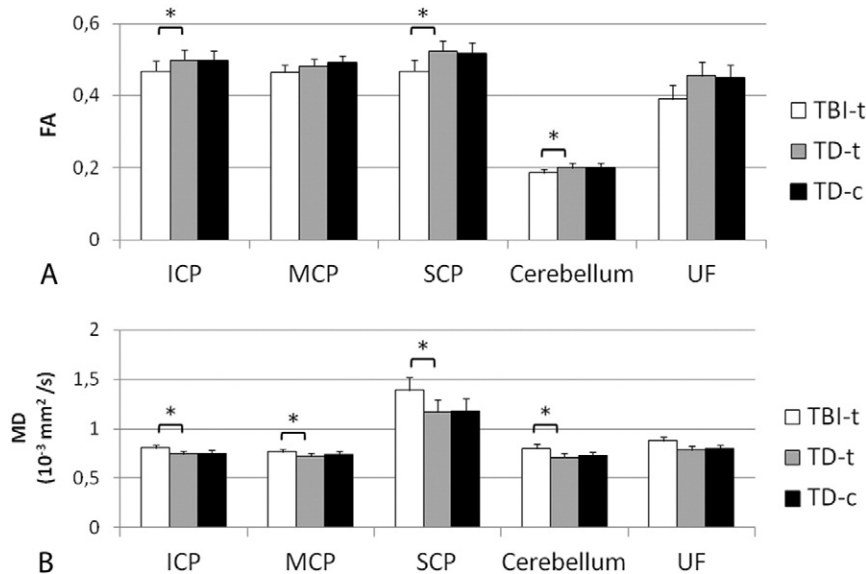 0,6
*
*
0,4
FA
TBI-t
TD-t
0,2
*
TD-c
0
A
ICP MCP SCP Cerebellum UF
2
*
1,5
MD
(10⁻³ mm² /s)
1
*
*
*
TBI-t
TD-t
0,5
TD-c
0
B
ICP MCP SCP Cerebellum UF